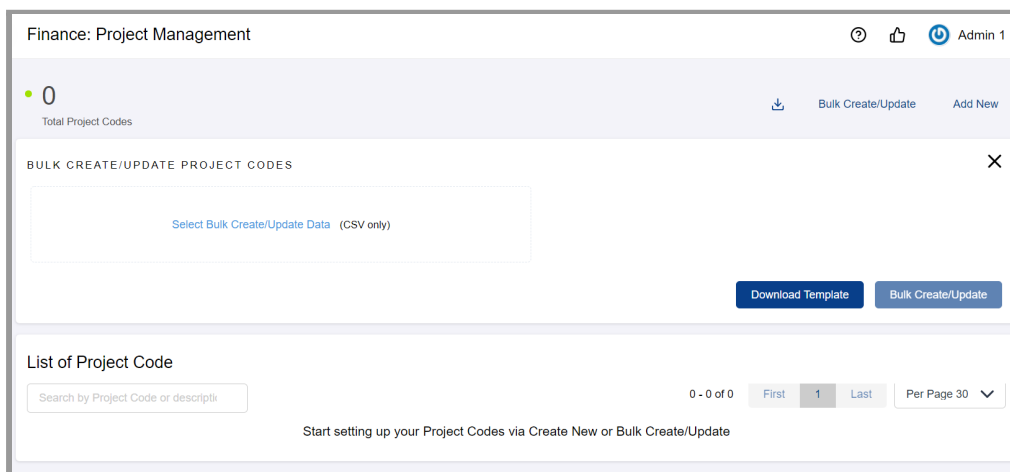 Finance: Project Management
Admin 1
0
Total Project Codes
Bulk Create/Update
Add New
BULK CREATE/UPDATE PROJECT CODES
Select Bulk Create/Update Data (CSV only)
Download Template
Bulk Create/Update
List of Project Code
Search by Project Code or descriptic
0 - 0 of 0
First
1
Last
Per Page 30
Start setting up your Project Codes via Create New or Bulk Create/Update